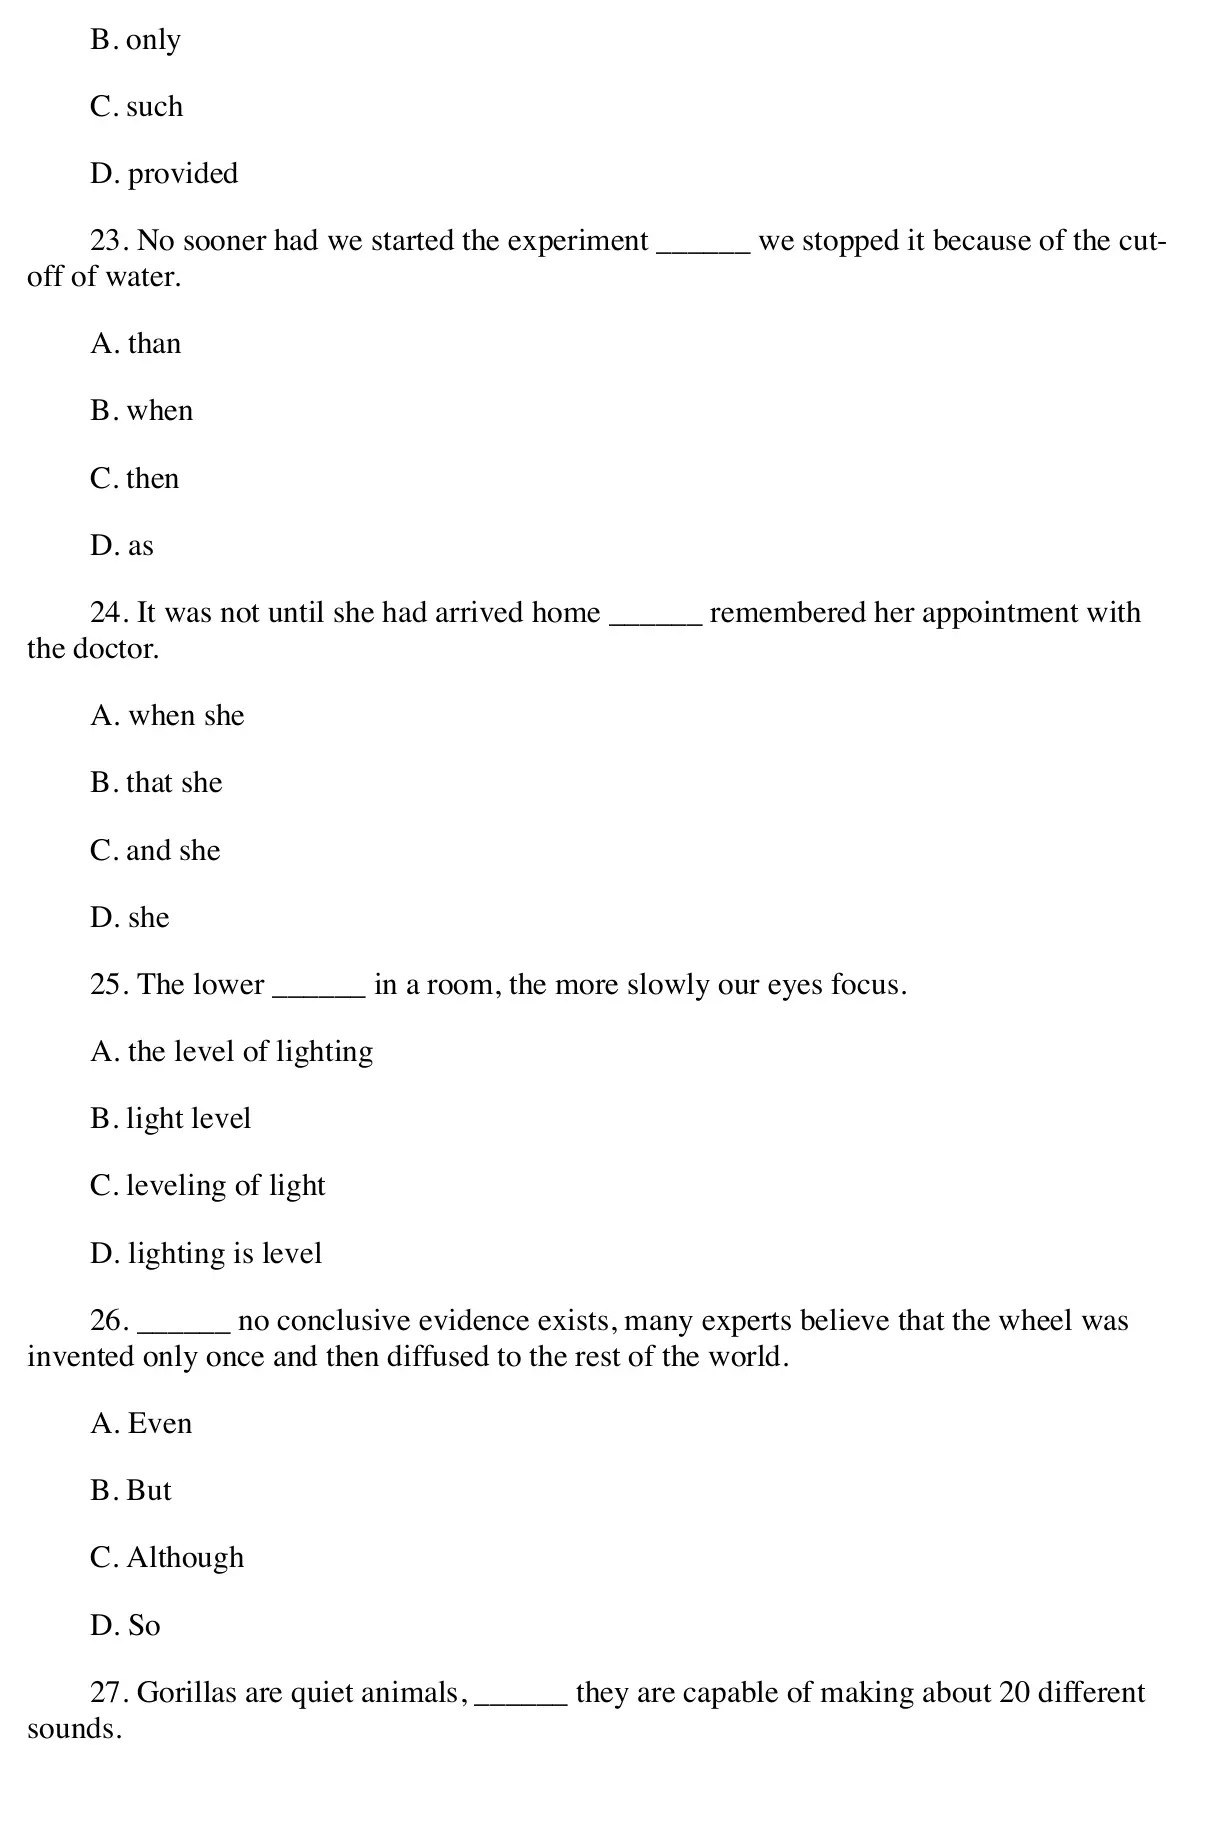 B. only
C. such
D. provided
23. No sooner had we started the experiment ______ we stopped it because of the cut-
off of water.
A. than
B. when
C. then
D. as
24. It was not until she had arrived home ______ remembered her appointment with
the doctor.
A. when she
B. that she
C. and she
D. she
25. The lower ______ in a room, the more slowly our eyes focus.
A. the level of lighting
B. light level
C. leveling of light
D. lighting is level
26. ______ no conclusive evidence exists, many experts believe that the wheel was
invented only once and then diffused to the rest of the world.
A. Even
B. But
C. Although
D. So
27. Gorillas are quiet animals, ______ they are capable of making about 20 different
sounds.